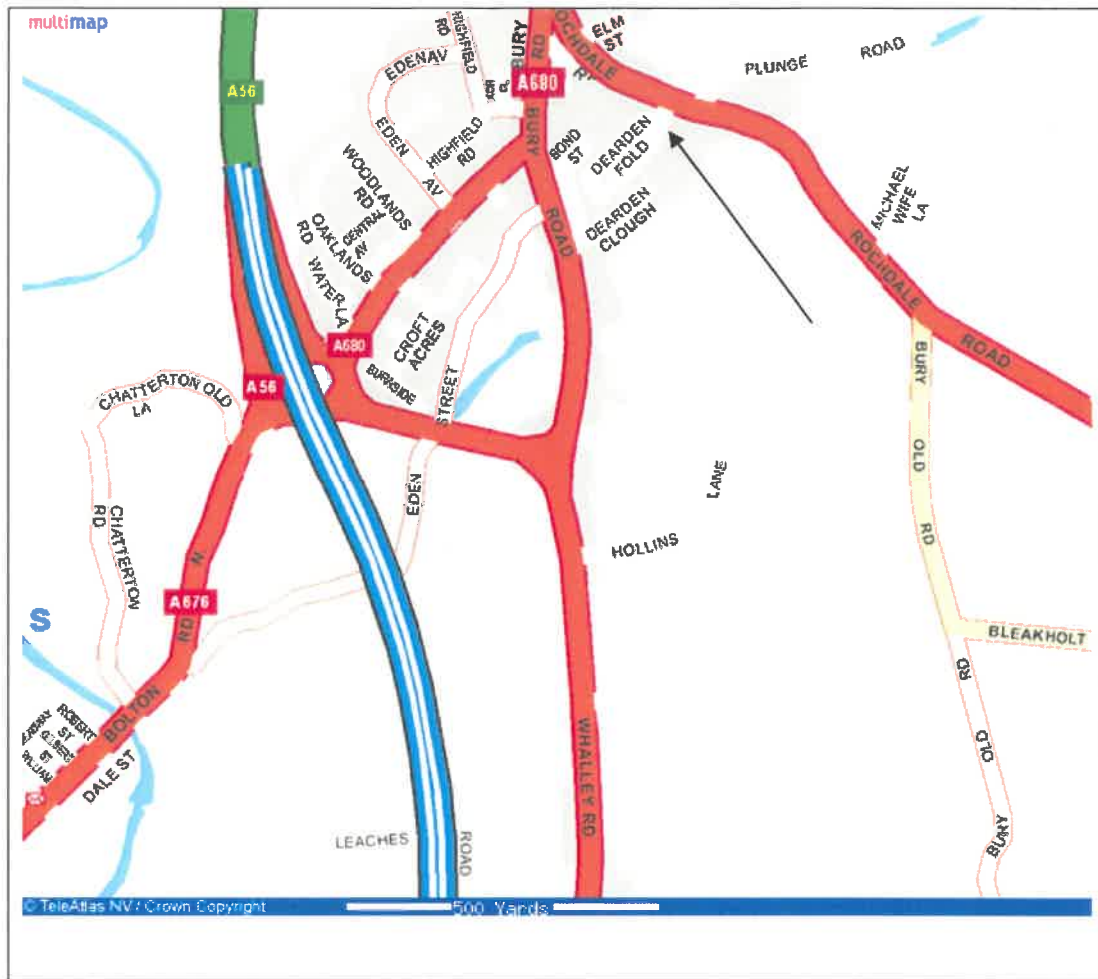 multimap
A56
EDENAV
HIGHFIELD
RD
BURY
RD
ROCHDALE
ELM
ST
PLUNGE ROAD
A680
EDEN
AV
HIGHFIELD
RD
BURY
BOND
ST
DEARDEN
FOLD
WOODLANDS
RD
CENTRAL
AV
OAKLANDS
RD
WATER LA
ROAD
DEARDEN
CLOUGH
MICHAEL
WIFE
LA
ROCHDALE
ROAD
A680
CROFT
ACRES
BURNSIDE
A56
CHATTERTON OLD
LA
STREET
EDEN
BURY
OLD
RD
LANE
HOLLINS
CHATTERTON
RD
N
RD
A676
S
BLEAKHOLT
RD
OLD
BURY
BOLTON
ROBERT
ST
ST
WILLIAM
DALE ST
WHALLEY RD
LEACHES
ROAD
© TeleAtlas NV / Crown Copyright
500 Yards